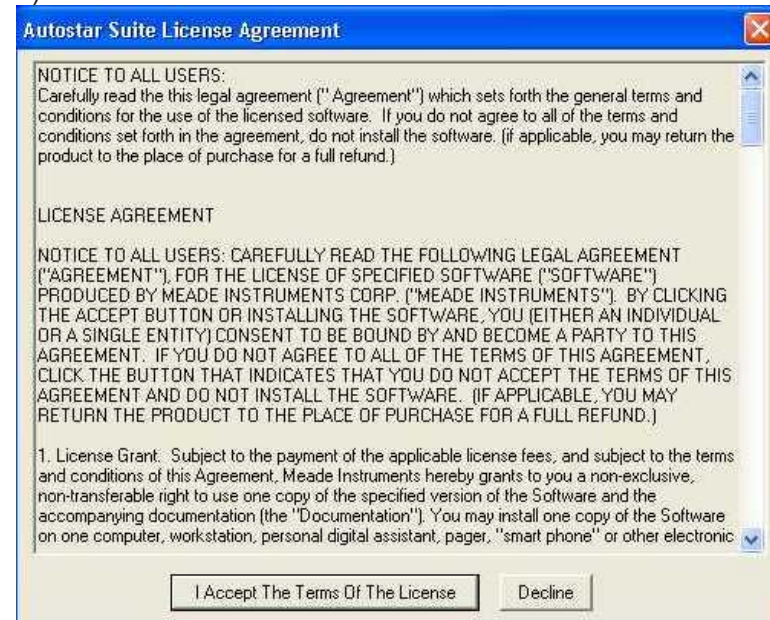 Autostar Suite License Agreement
NOTICE TO ALL USERS:
Carefully read the this legal agreement (" Agreement") which sets forth the general terms and
conditions for the use of the licensed software. If you do not agree to all of the terms and
conditions set forth in the agreement, do not install the software. (if applicable, you may return the
product to the place of purchase for a full refund.)
LICENSE AGREEMENT
NOTICE TO ALL USERS: CAREFULLY READ THE FOLLOWING LEGAL AGREEMENT
("AGREEMENT"), FOR THE LICENSE OF SPECIFIED SOFTWARE ("SOFTWARE")
PRODUCED BY MEADE INSTRUMENTS CORP. ("MEADE INSTRUMENTS"). BY CLICKING
THE ACCEPT BUTTON OR INSTALLING THE SOFTWARE, YOU (EITHER AN INDIVIDUAL
OR A SINGLE ENTITY) CONSENT TO BE BOUND BY AND BECOME A PARTY TO THIS
AGREEMENT. IF YOU DO NOT AGREE TO ALL OF THE TERMS OF THIS AGREEMENT,
CLICK THE BUTTON THAT INDICATES THAT YOU DO NOT ACCEPT THE TERMS OF THIS
AGREEMENT AND DO NOT INSTALL THE SOFTWARE. (IF APPLICABLE, YOU MAY
RETURN THE PRODUCT TO THE PLACE OF PURCHASE FOR A FULL REFUND.)
1. License Grant. Subject to the payment of the applicable license fees, and subject to the terms
and conditions of this Agreement, Meade Instruments hereby grants to you a non-exclusive,
non-transferable right to use one copy of the specified version of the Software and the
accompanying documentation (the "Documentation"). You may install one copy of the Software
on one computer, workstation, personal digital assistant, pager, "smart phone" or other electronic
I Accept The Terms Of The License
Decline